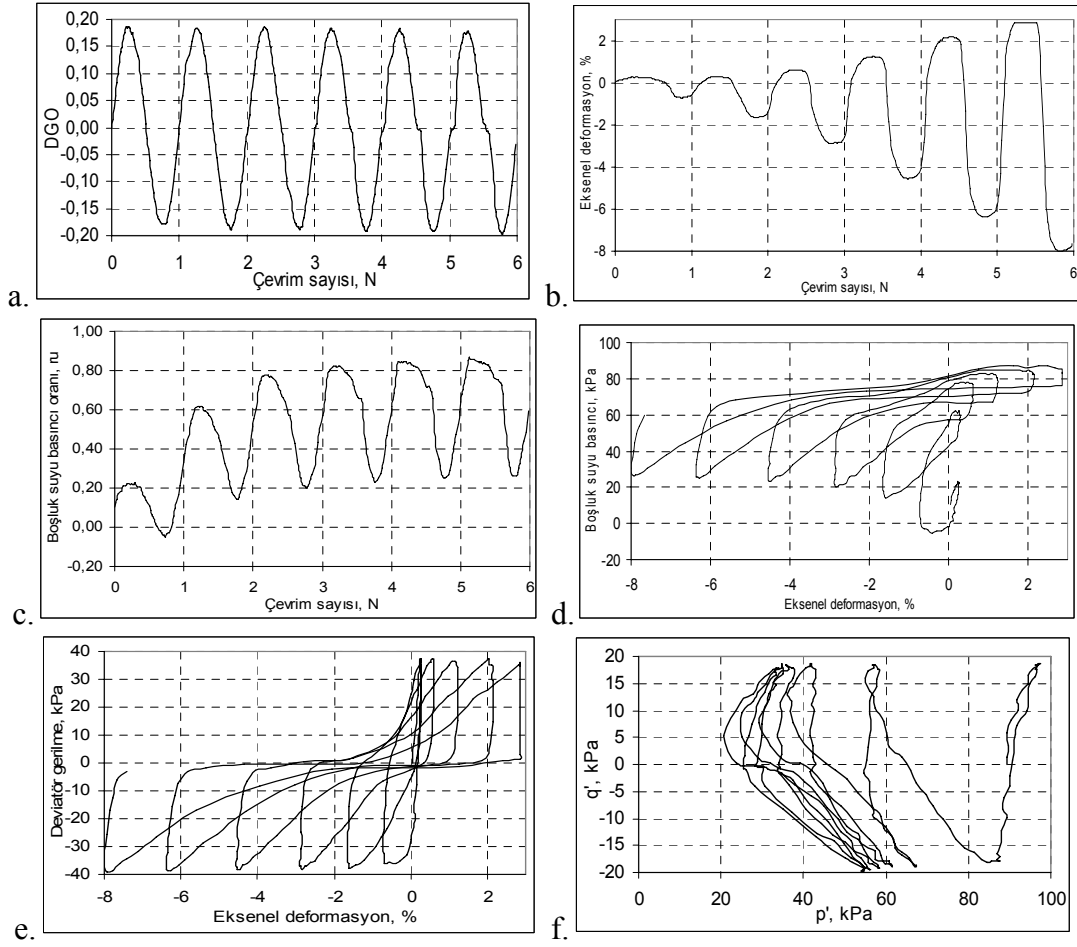 0,20
0,15
0,10
0,05
0,00
-0,05
-0,10
-0,15
0,20
DGO
0 1 2 3 4 5 6
Çevrim sayısı, N
a.
2
0
-2
-4
-6
-8
Eksenel deformasyon, %
0 1 2 3 4 5 6
Çevrim sayısı, N
b.
1,00
0,80
0,60
0,40
0,20
0,00
-0,20
Boşluk suyu basıncı oranı, ru
0 1 2 3 4 5 6
Çevrim sayısı, N
c.
100
80
60
40
20
0
-20
Boşluk suyu basıncı, kPa
-8 -6 -4 -2 0 2
Eksenel deformasyon, %
d.
40
30
20
10
0
-10
-20
-30
-40
Deviatör gerilme, kPa
-8 -6 -4 -2 0 2
Eksenel deformasyon, %
e.
20
15
10
5
0
-5
-10
-15
-20
q', kPa
0 20 40 60 80 100
p', kPa
f.